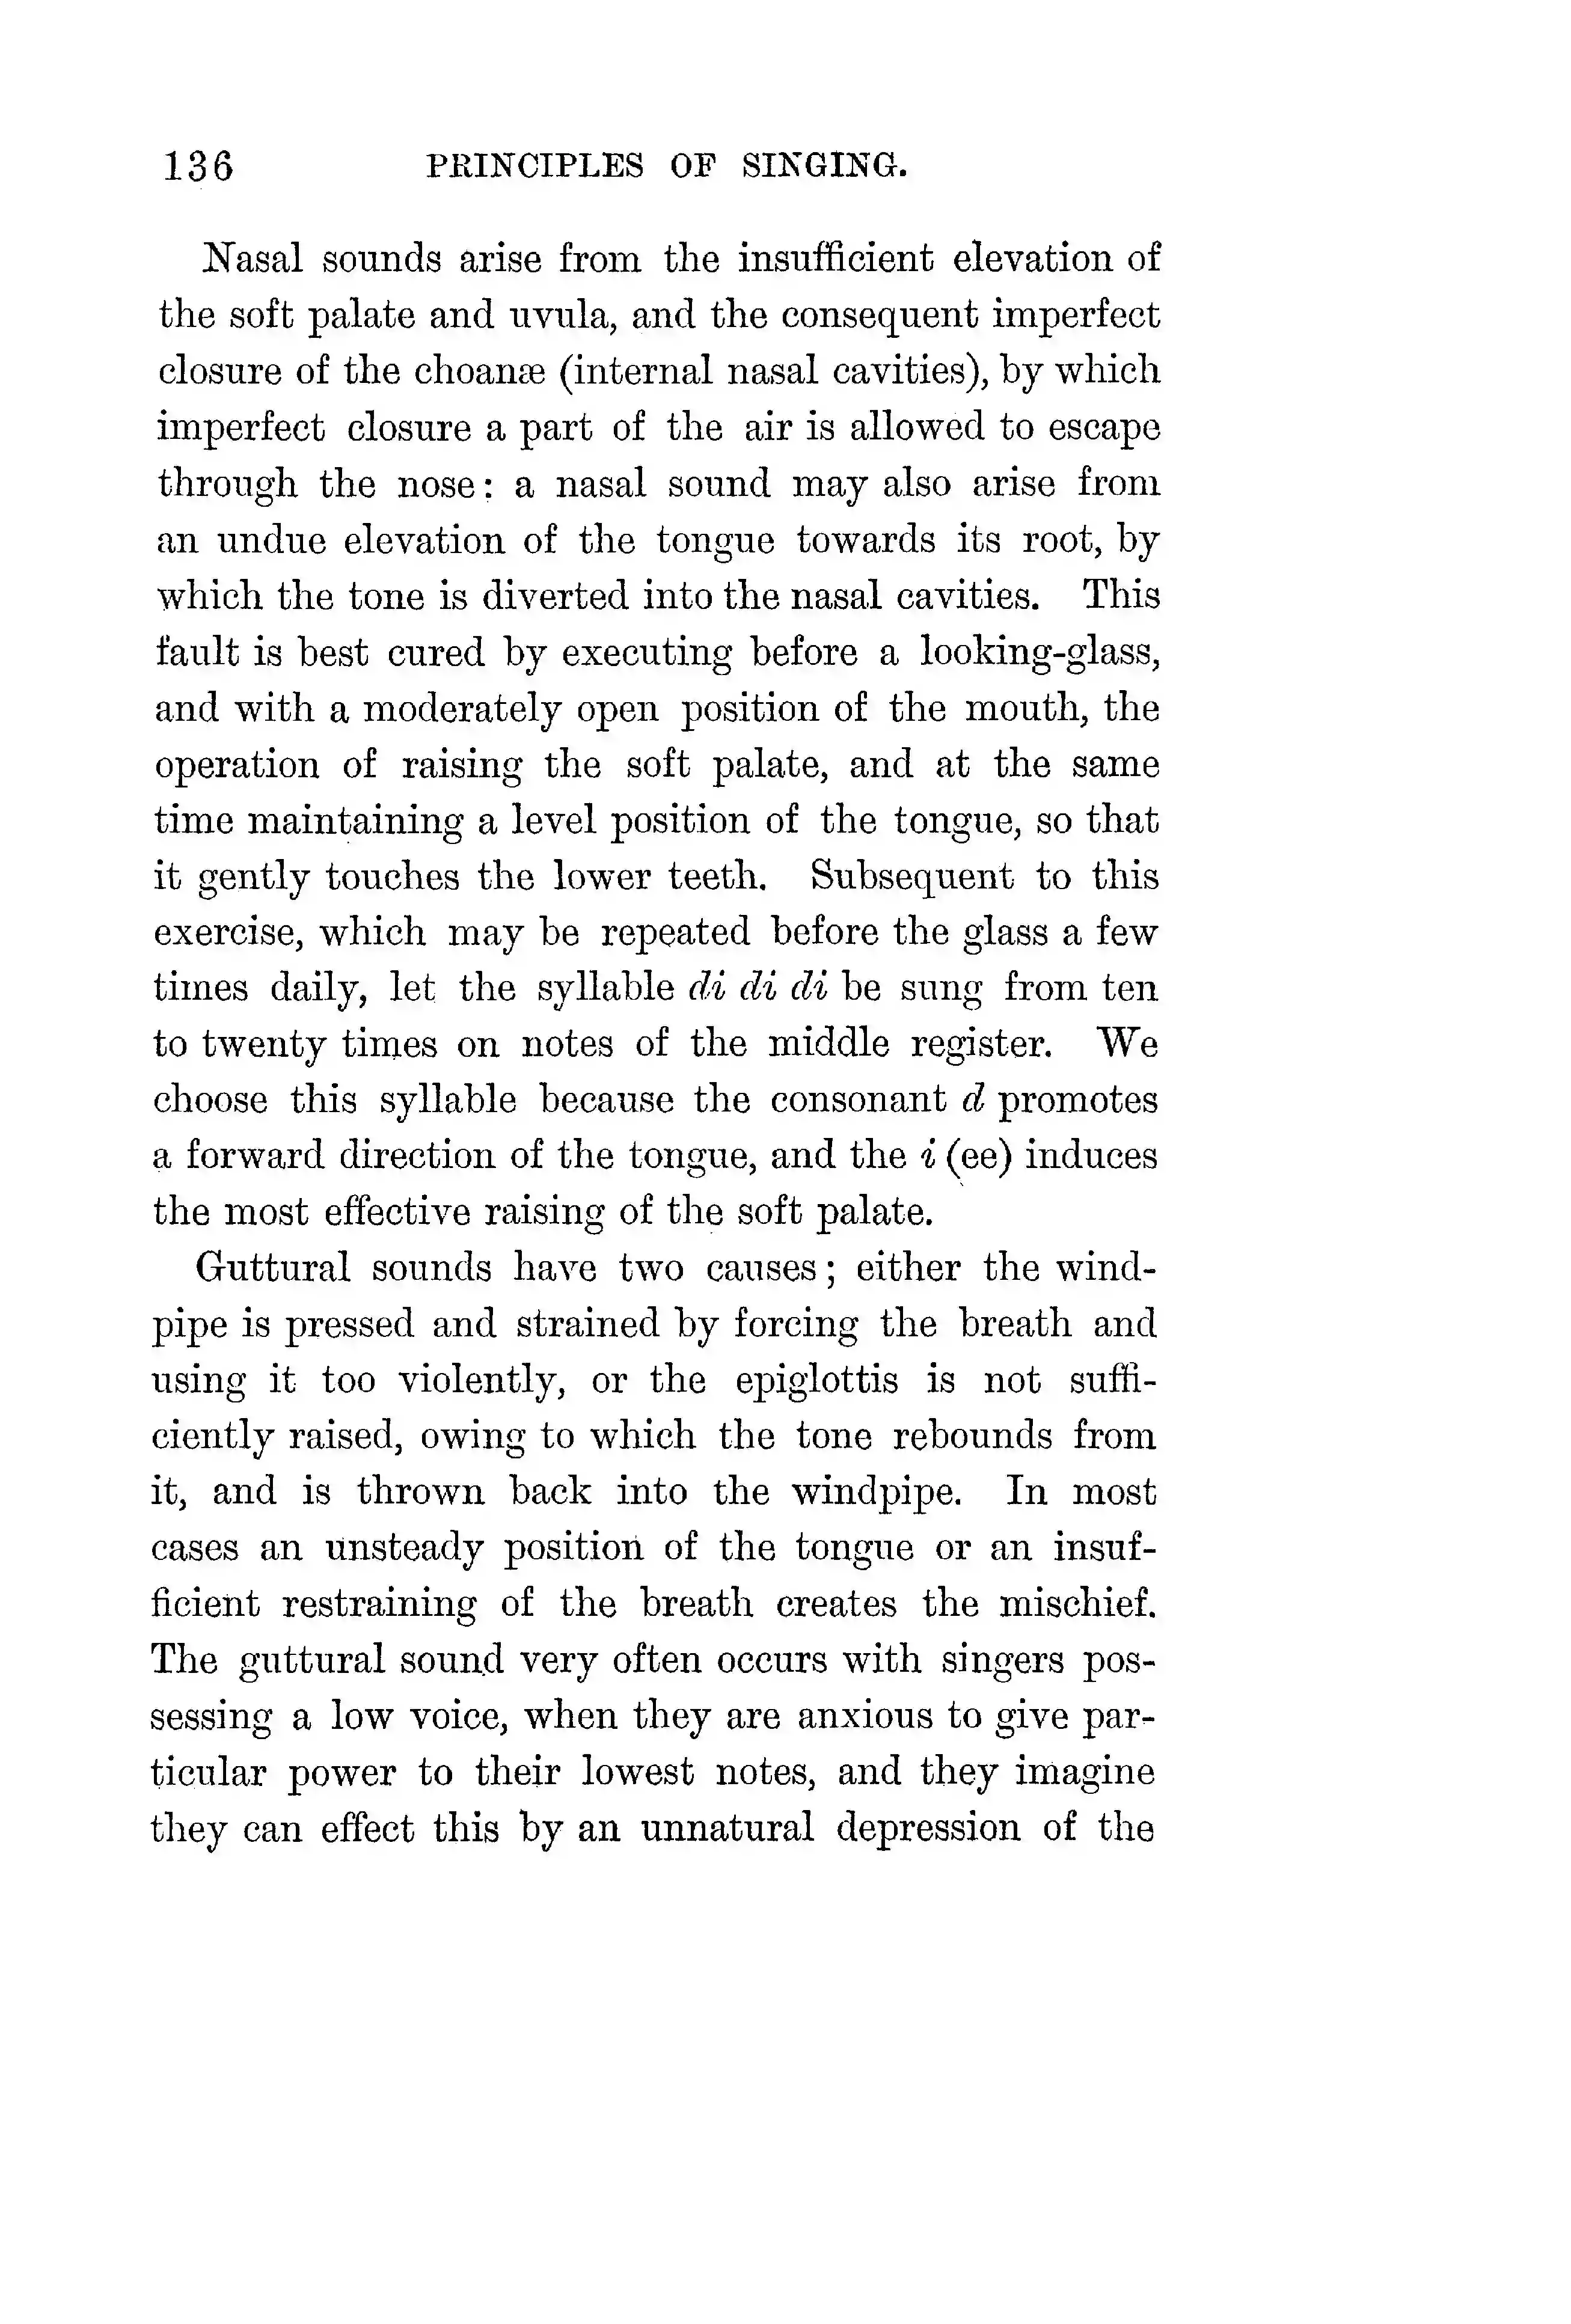 136 PRINCIPLES OF SINGING.
Nasal sounds arise from the insufficient elevation of
the soft palate and uvula, and the consequent imperfect
closure of the choanæ (internal nasal cavities), by which
imperfect closure a part of the air is allowed to escape
through the nose: a nasal sound may also arise from
an undue elevation of the tongue towards its root, by
which the tone is diverted into the nasal cavities. This
fault is best cured by executing before a looking-glass,
and with a moderately open position of the mouth, the
operation of raising the soft palate, and at the same
time maintaining a level position of the tongue, so that
it gently touches the lower teeth. Subsequent to this
exercise, which may be repeated before the glass a few
times daily, let the syllable di di di be sung from ten
to twenty times on notes of the middle register. We
choose this syllable because the consonant d promotes
a forward direction of the tongue, and the i (ee) induces
the most effective raising of the soft palate.
Guttural sounds have two causes; either the wind-
pipe is pressed and strained by forcing the breath and
using it too violently, or the epiglottis is not suffi-
ciently raised, owing to which the tone rebounds from
it, and is thrown back into the windpipe. In most
cases an unsteady position of the tongue or an insuf-
ficient restraining of the breath creates the mischief.
The guttural sound very often occurs with singers pos-
sessing a low voice, when they are anxious to give par-
ticular power to their lowest notes, and they imagine
they can effect this by an unnatural depression of the